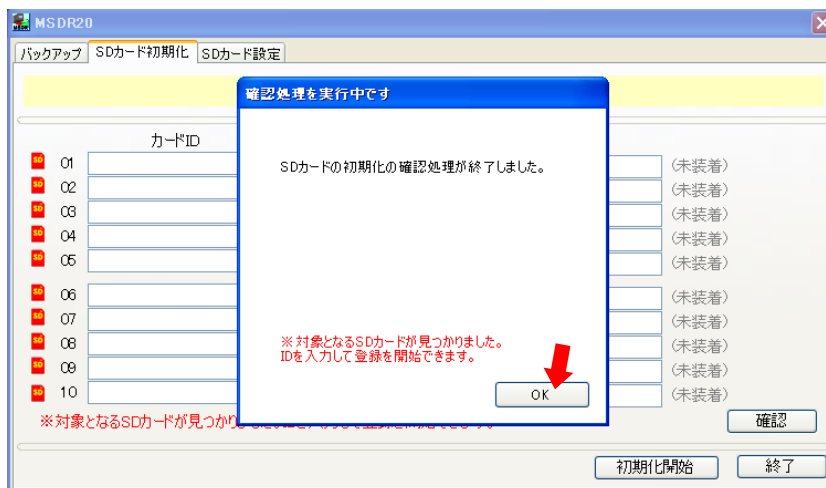 MSDR20
バックアップ SDカード初期化 SDカード設定
確認処理を実行中です
カードID
SDカードの初期化の確認処理が終了しました。
01 (未装着)
02 (未装着)
03 (未装着)
04 (未装着)
05 (未装着)
06 (未装着)
07 (未装着)
08 (未装着)
09 (未装着)
10 (未装着)
※対象となるSDカードが見つかりました。
IDを入力して登録を開始できます。
OK
※対象となるSDカードが見つかり
確認
初期化開始 終了